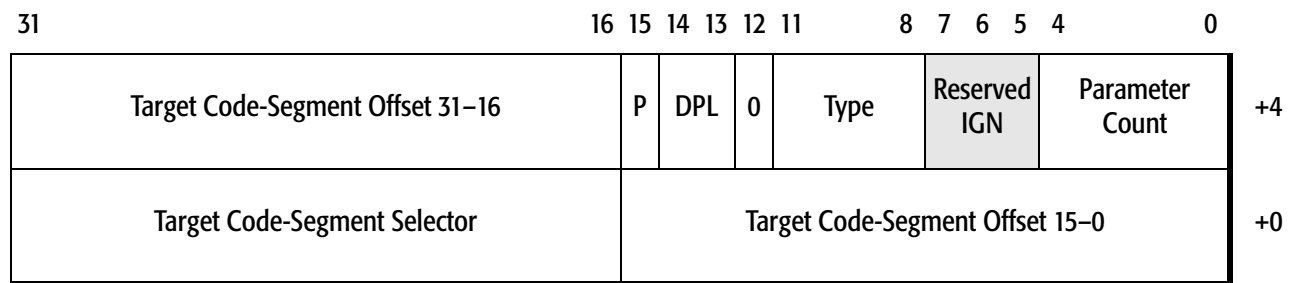 31 16 15 14 13 12 11 8 7 6 5 4 0
Target Code-Segment Offset 31–16 P DPL 0 Type Reserved IGN Parameter Count +4
Target Code-Segment Selector Target Code-Segment Offset 15–0 +0